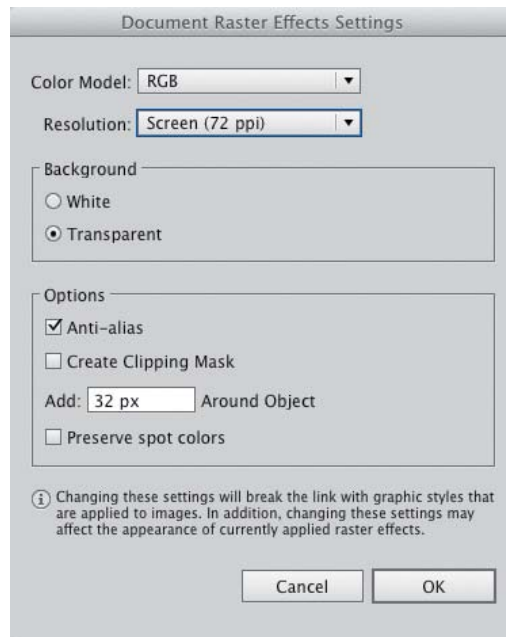 Document Raster Effects Settings
Color Model: RGB
Resolution: Screen (72 ppi)
Background
White
Transparent
Options
Anti-alias
Create Clipping Mask
Add: 32 px Around Object
Preserve spot colors
Changing these settings will break the link with graphic styles that
are applied to images. In addition, changing these settings may
affect the appearance of currently applied raster effects.
Cancel OK